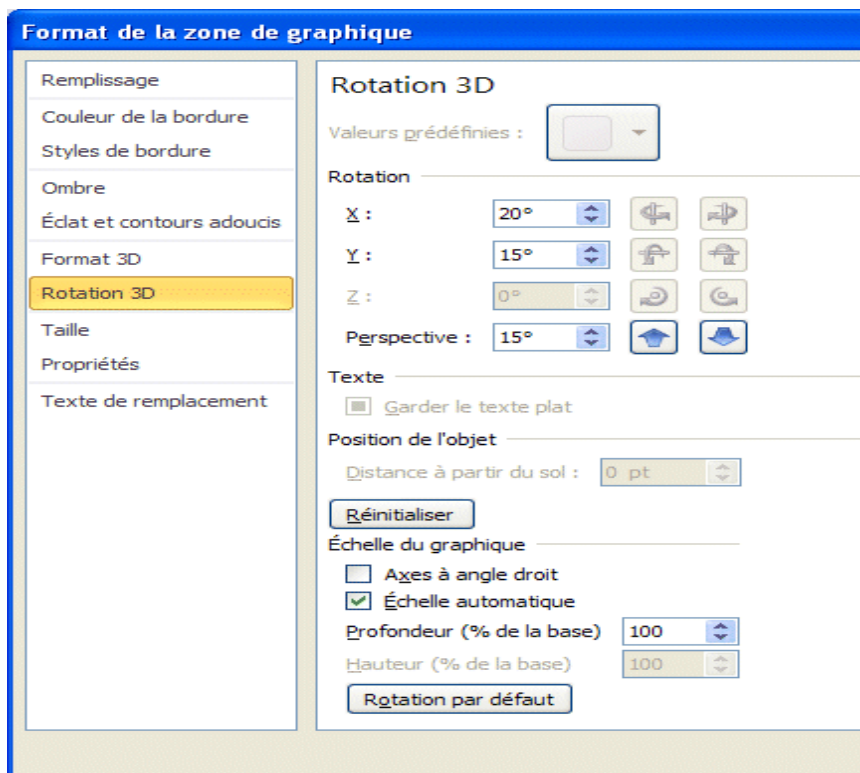 Format de la zone de graphique
Remplissage
Couleur de la bordure
Styles de bordure
Ombre
Éclat et contours adoucis
Format 3D
Rotation 3D
Taille
Propriétés
Texte de remplacement
Rotation 3D
Valeurs prédéfinies :
Rotation
X : 20°
Y : 15°
Z : 0°
Perspective : 15°
Texte
Garder le texte plat
Position de l'objet
Distance à partir du sol : 0 pt
Réinitialiser
Échelle du graphique
Axes à angle droit
Échelle automatique
Profondeur (% de la base) 100
Hauteur (% de la base) 100
Rotation par défaut